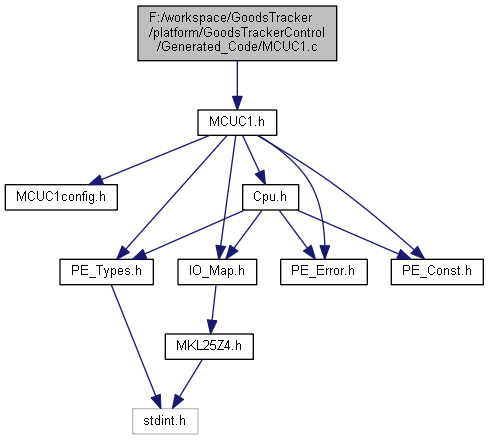 F:/workspace/GoodsTracker
/platform/GoodsTrackerControl
/Generated_Code/MCUC1.c
MCUC1.h
MCUC1config.h
Cpu.h
PE_Types.h
IO_Map.h
PE_Error.h
PE_Const.h
MKL25Z4.h
stdint.h